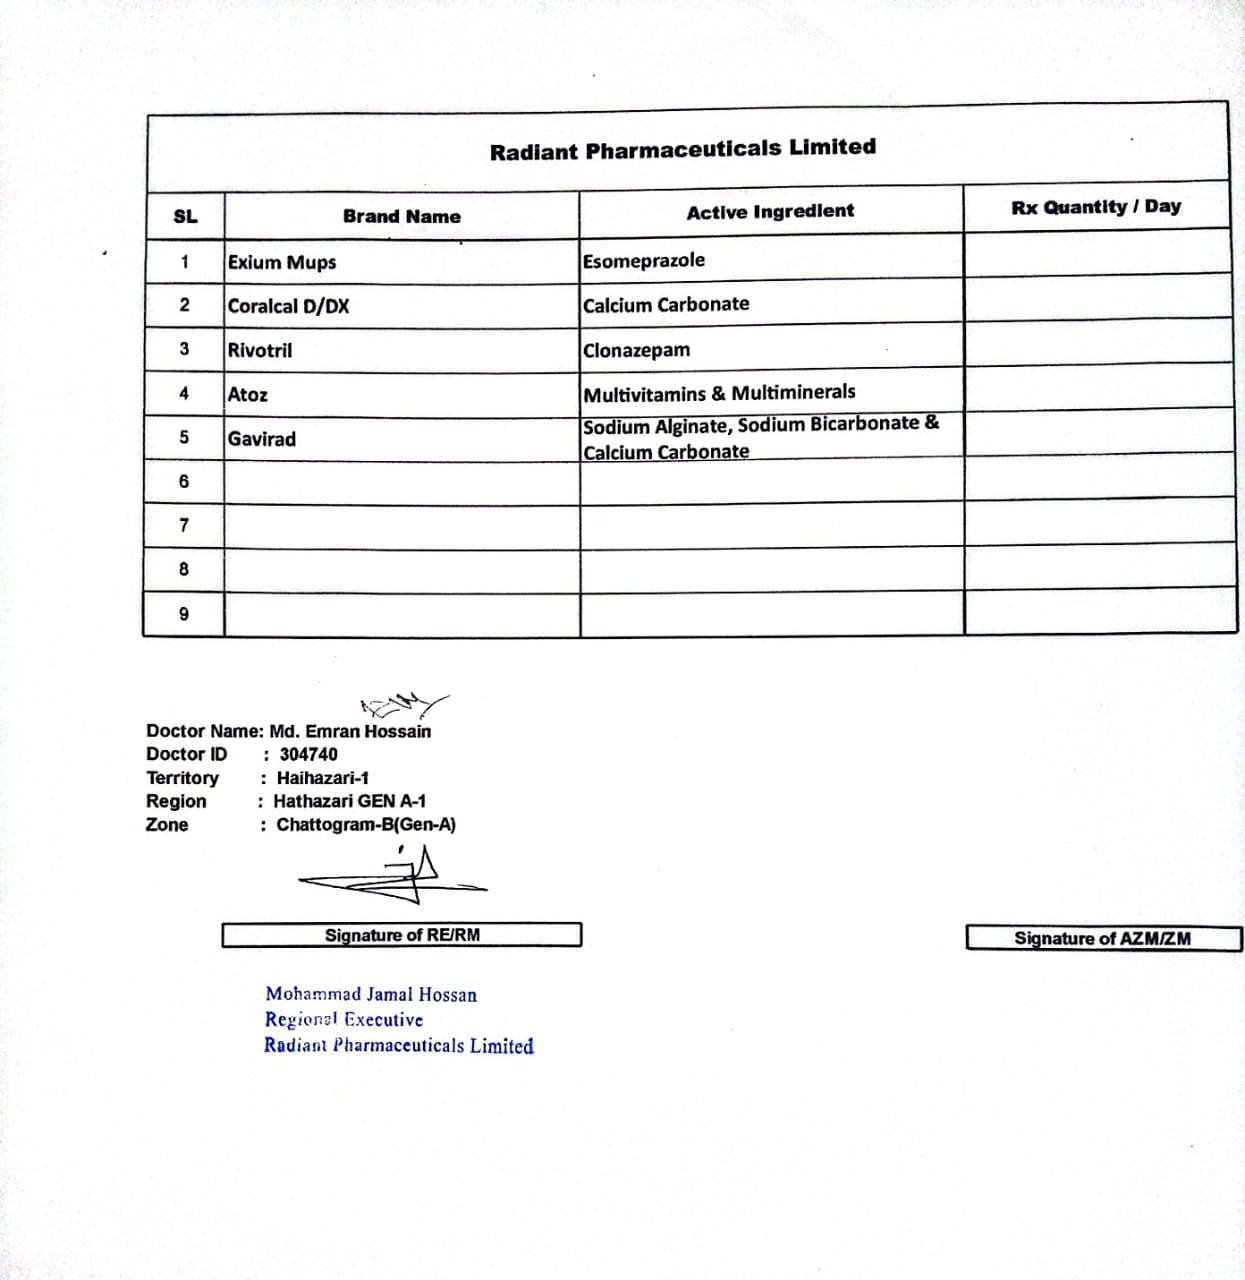 Radiant Pharmaceuticals Limited
SL Brand Name Active Ingredient Rx Quantity / Day
1 Exium Mups Esomeprazole
2 Coralcal D/DX Calcium Carbonate
3 Rivotril Clonazepam
4 Atoz Multivitamins & Multiminerals
5 Gavirad Sodium Alginate, Sodium Bicarbonate &
Calcium Carbonate
6
7
8
9
Doctor Name: Md. Emran Hossain
Doctor ID : 304740
Territory : Haihazari-1
Region : Hathazari GEN A-1
Zone : Chattogram-B(Gen-A)
Signature of RE/RM
Signature of AZM/ZM
Mohammad Jamal Hossan
Regional Executive
Radiant Pharmaceuticals Limited